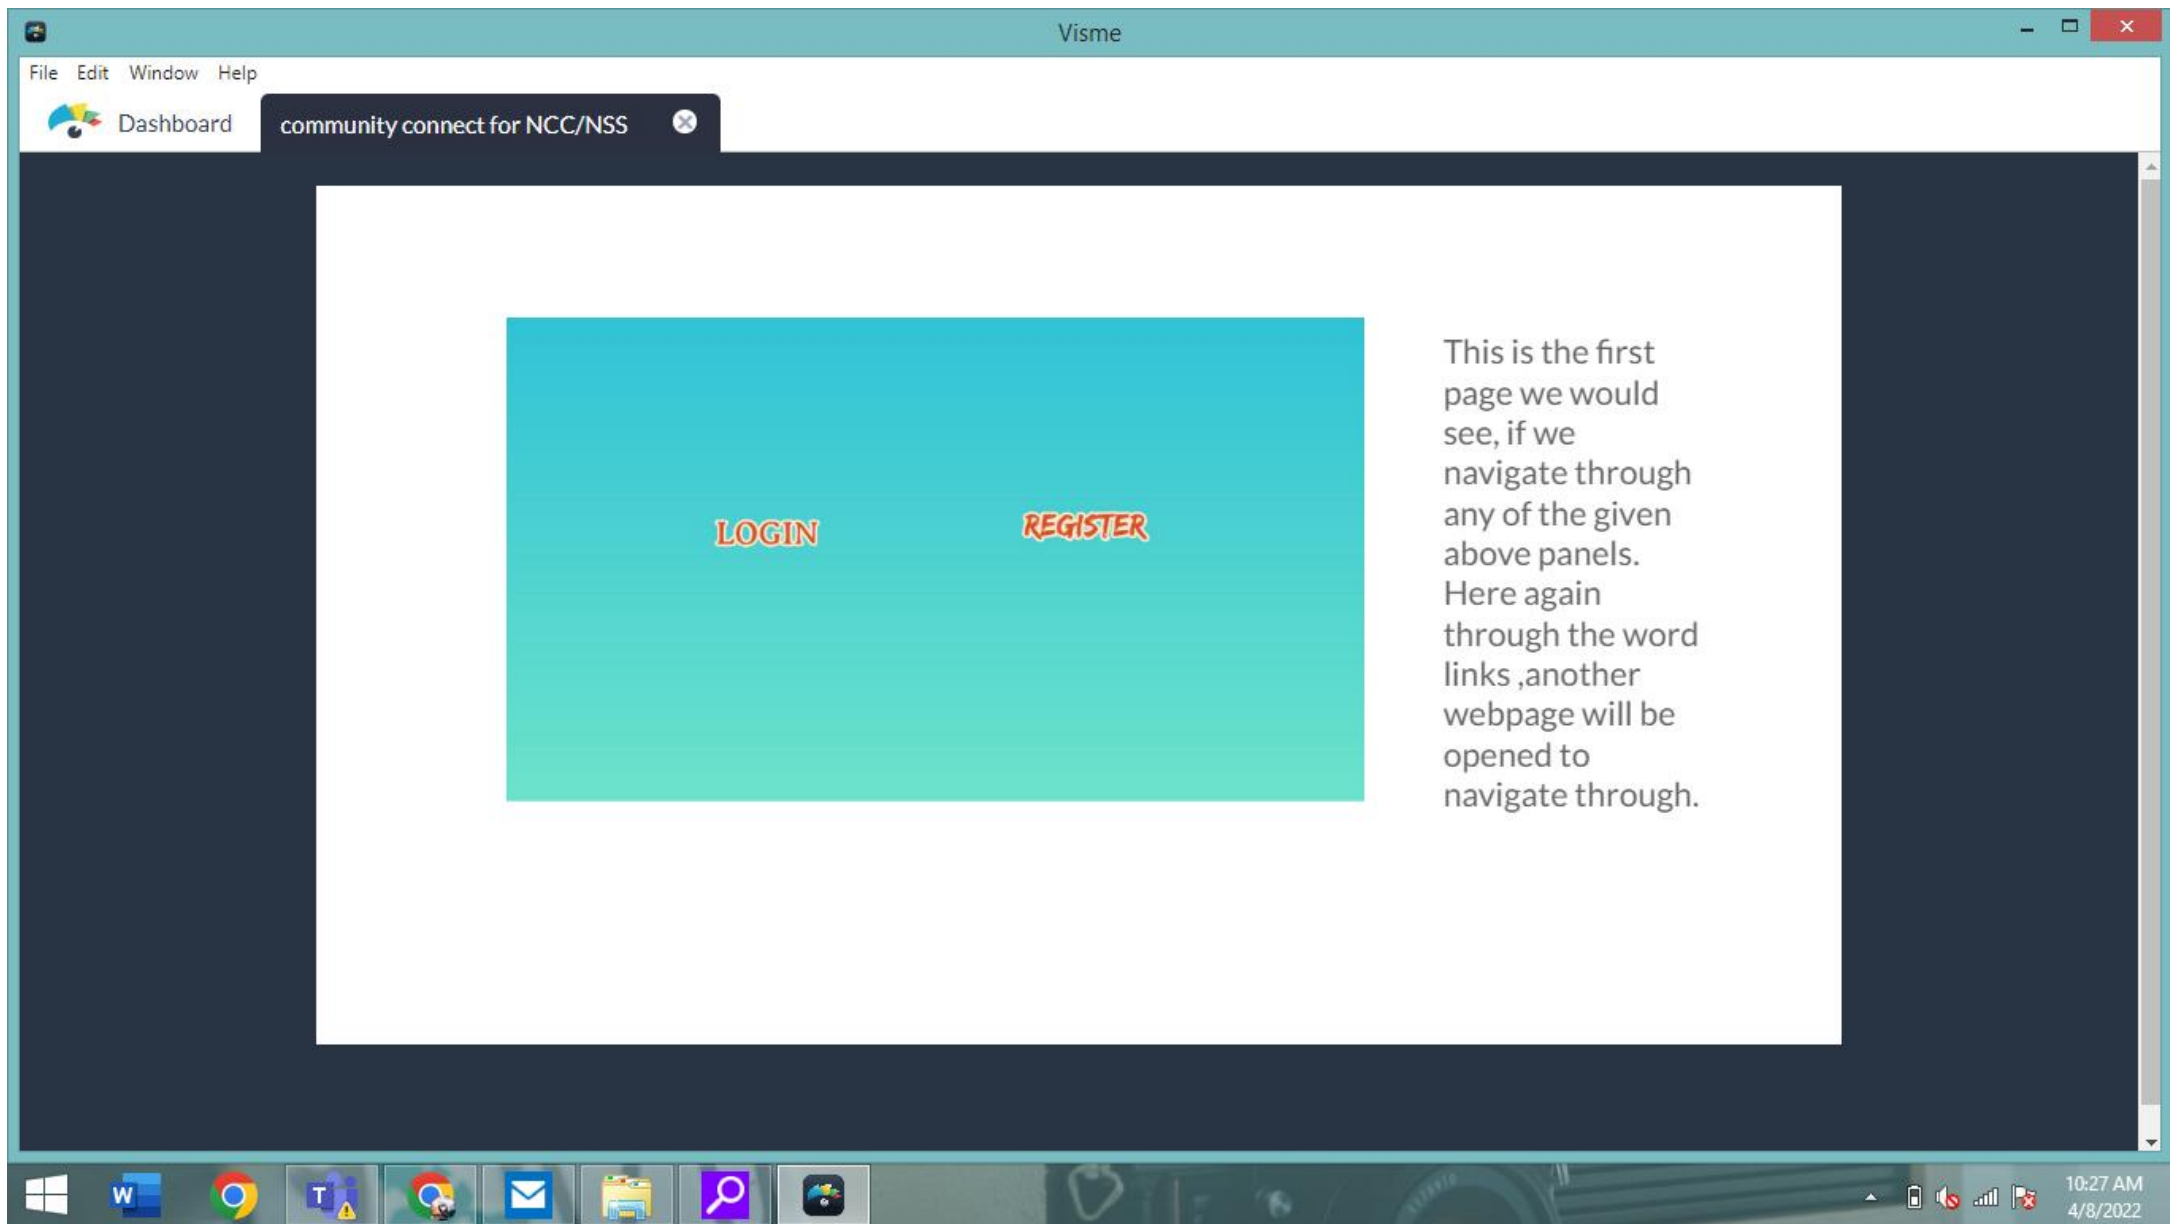 Visme
File Edit Window Help
Dashboard
community connect for NCC/NSS
This is the first
page we would
see, if we
navigate through
any of the given
above panels.
Here again
through the word
links ,another
webpage will be
opened to
navigate through.
LOGIN
REGISTER
W
T
10:27 AM
4/8/2022